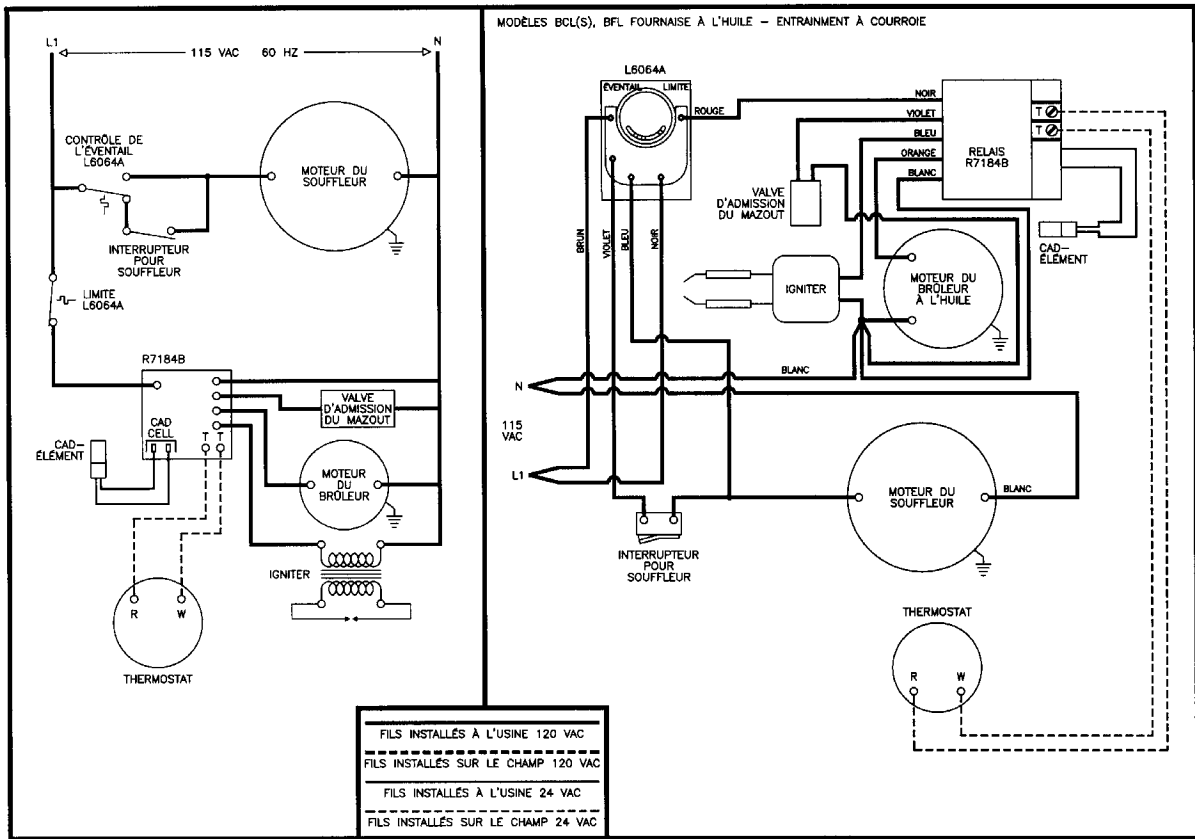 MODÈLES BCL(S), BFL FOURNAISE À L'HUILE – ENTRAINMENT À COURROIE
L1
115 VAC 60 HZ
N
CONTRÔLE DE
L'ÉVENTAIL
L6064A
MOTEUR DU
SOUFFLEUR
INTERRUPTEUR
POUR
SOUFFLEUR
LIMITE
L6064A
R7184B
CAD
CELL
T
T
CAD-
ÉLÉMENT
VALVE
D'ADMISSION
DU MAZOUT
MOTEUR
DU
BRÛLEUR
IGNITER
R
W
THERMOSTAT
L6064A
ÉVENTAIL
LIMITE
ROUGE
NOIR
VIOLET
BLEU
ORANGE
BLANC
RELAIS
R7184B
T
T
VALVE
D'ADMISSION
DU MAZOUT
CAD-
ÉLÉMENT
BRUN
VIOLET
BLEU
NOIR
IGNITER
MOTEUR DU
BRÛLEUR
À L'HUILE
BLANC
N
115
VAC
L1
MOTEUR DU
SOUFFLEUR
BLANC
INTERRUPTEUR
POUR
SOUFFLEUR
THERMOSTAT
R
W
FILS INSTALLÉS À L'USINE 120 VAC
FILS INSTALLÉS SUR LE CHAMP 120 VAC
FILS INSTALLÉS À L'USINE 24 VAC
FILS INSTALLÉS SUR LE CHAMP 24 VAC